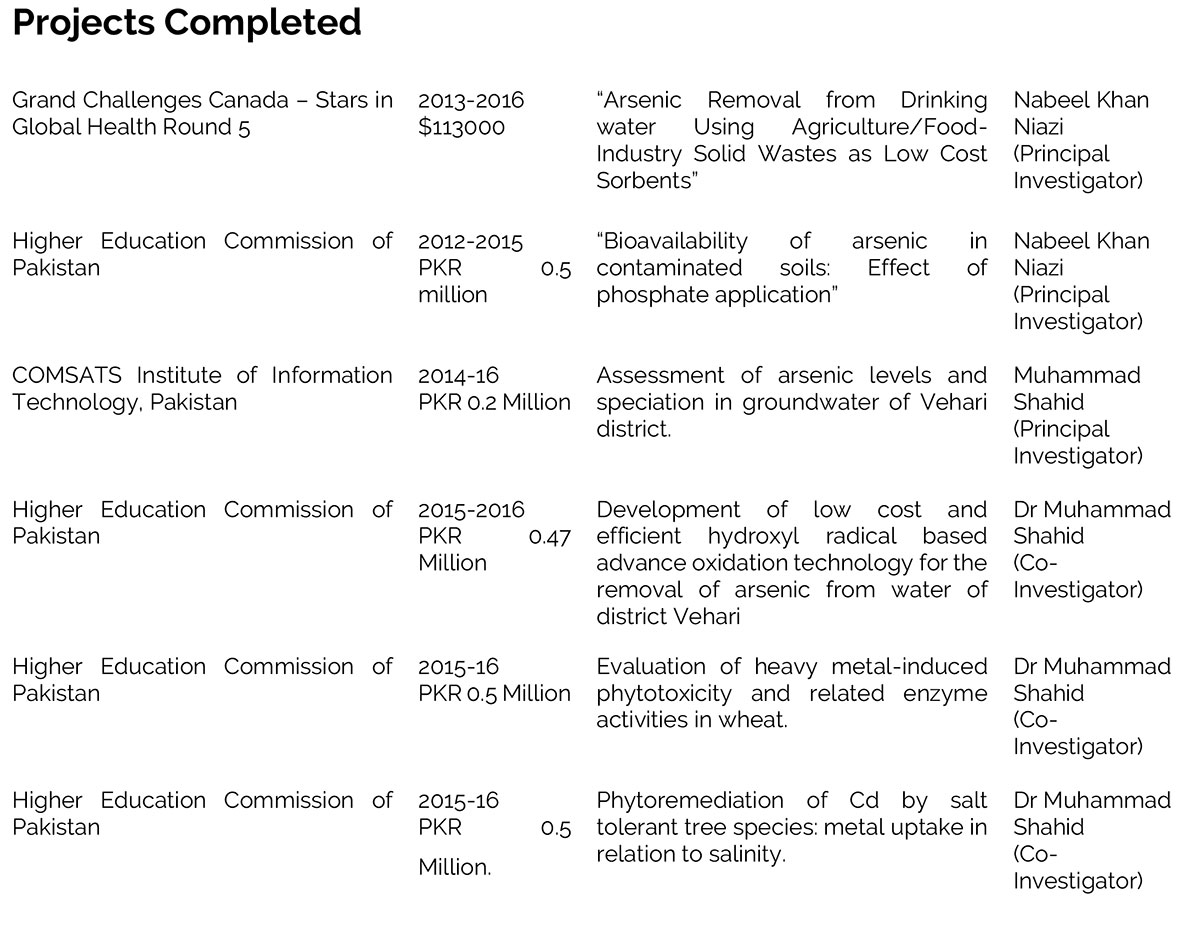 Projects Completed
Grand Challenges Canada – Stars in
Global Health Round 5
2013-2016
$113000
“Arsenic Removal from Drinking
water Using Agriculture/Food-
Industry Solid Wastes as Low Cost
Sorbents”
Nabeel Khan
Niazi
(Principal
Investigator)
Higher Education Commission of
Pakistan
2012-2015
PKR 0.5
million
“Bioavailability of arsenic in
contaminated soils: Effect of
phosphate application”
Nabeel Khan
Niazi
(Principal
Investigator)
COMSATS Institute of Information
Technology, Pakistan
2014-16
PKR 0.2 Million
Assessment of arsenic levels and
speciation in groundwater of Vehari
district.
Muhammad
Shahid
(Principal
Investigator)
Higher Education Commission of
Pakistan
2015-2016
PKR 0.47
Million
Development of low cost and
efficient hydroxyl radical based
advance oxidation technology for the
removal of arsenic from water of
district Vehari
Dr Muhammad
Shahid
(Co-
Investigator)
Higher Education Commission of
Pakistan
2015-16
PKR 0.5 Million
Evaluation of heavy metal-induced
phytotoxicity and related enzyme
activities in wheat.
Dr Muhammad
Shahid
(Co-
Investigator)
Higher Education Commission of
Pakistan
2015-16
PKR 0.5
Million.
Phytoremediation of Cd by salt
tolerant tree species: metal uptake in
relation to salinity.
Dr Muhammad
Shahid
(Co-
Investigator)